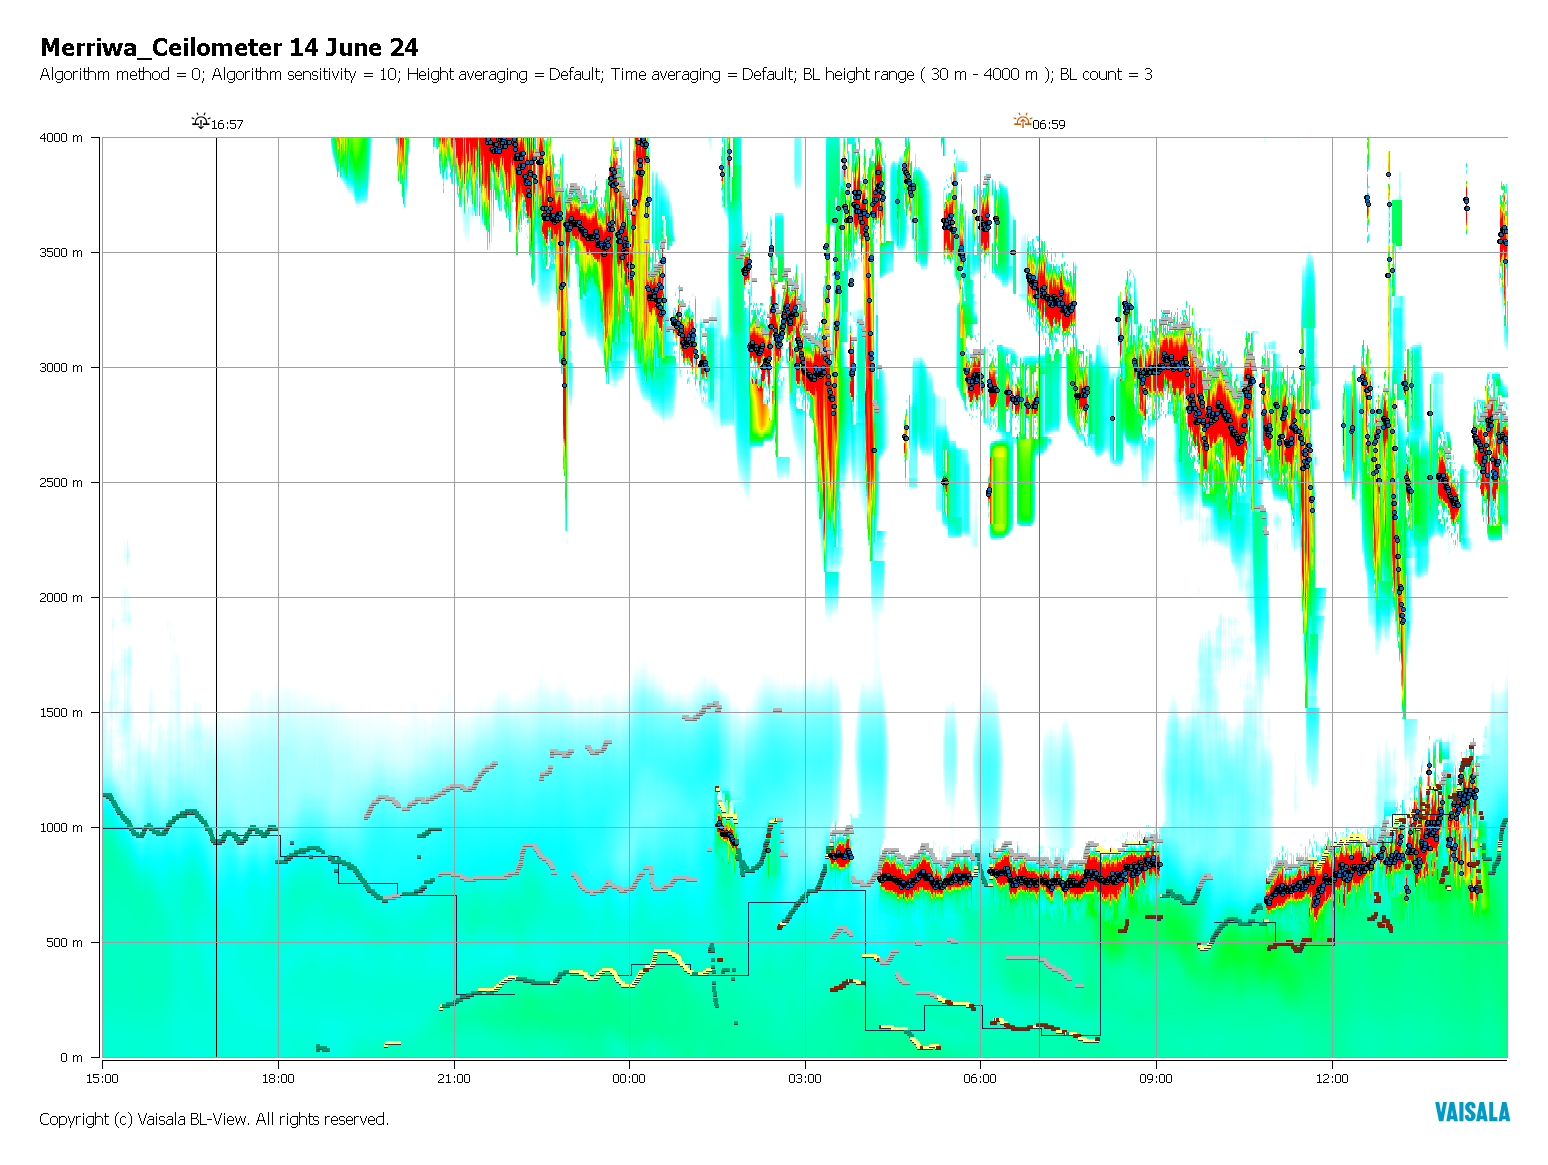 Merriwa_Ceilometer 14 June 24
Algorithm method = 0; Algorithm sensitivity = 10; Height averaging = Default; Time averaging = Default; BL height range ( 30 m - 4000 m ); BL count = 3
16:57
06:59
4000 m
3500 m
3000 m
2500 m
2000 m
1500 m
1000 m
500 m
0 m
15:00 18:00 21:00 00:00 03:00 06:00 09:00 12:00
Copyright (c) Vaisala BL-View. All rights reserved.
VAISALA